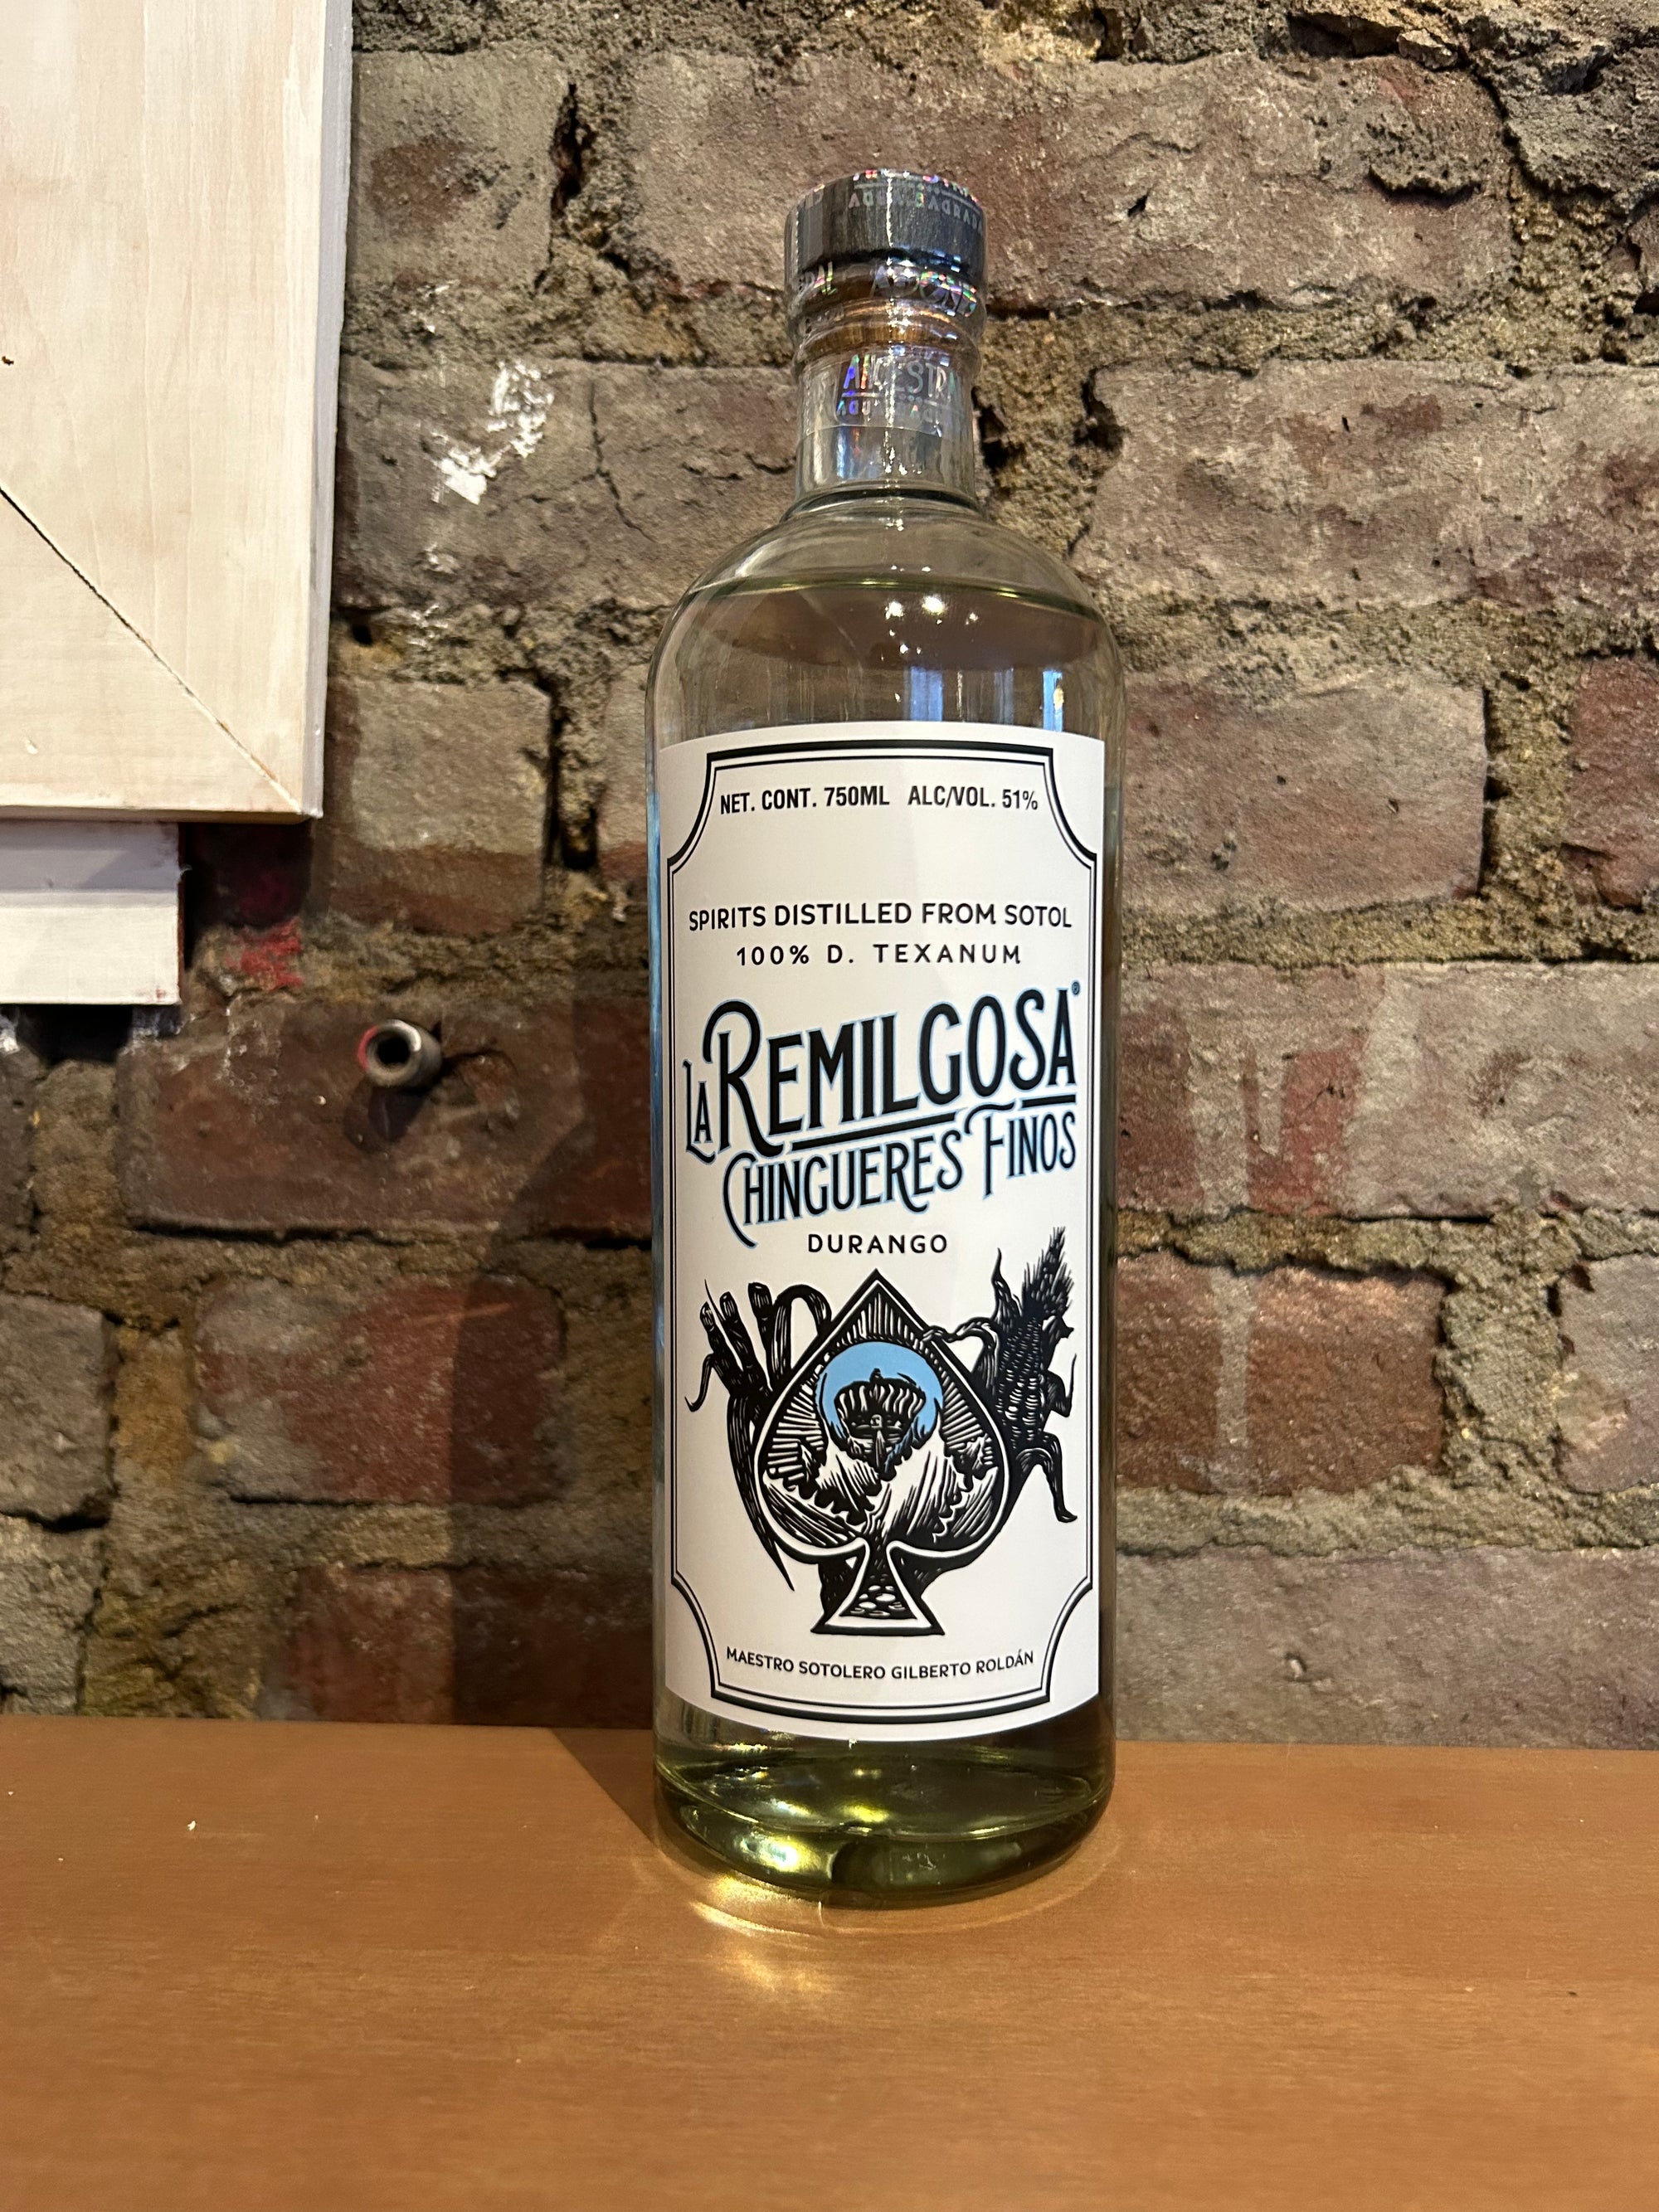 NET. CONT. 750ML ALC/VOL. 51%
SPIRITS DISTILLED FROM SOTOL
100% D. TEXANUM
LA REMILGOSA®
CHINGUERES FINOS
DURANGO
MAESTRO SOTOLERO GILBERTO ROLDÁN